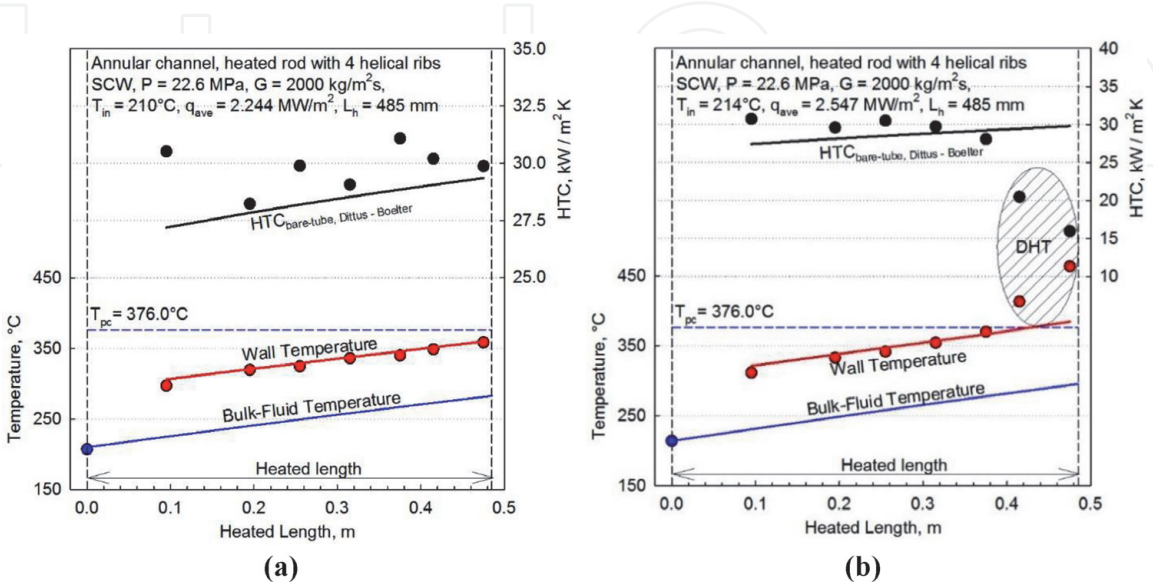 Annular channel, heated rod with 4 helical ribs
SCW, P = 22.6 MPa, G = 2000 kg/m²s,
T_in = 210°C, q_ave = 2.244 MW/m², L_h = 485 mm
HTC_bare-tube, Dittus - Boelter
T_pc = 376.0°C
Wall Temperature
Bulk-Fluid Temperature
Heated length
Temperature, °C
450
350
250
150
HTC, kW / m² K
35.0
32.5
30.0
27.5
25.0
0.0 0.1 0.2 0.3 0.4 0.5
Heated Length, m
(a)
Annular channel, heated rod with 4 helical ribs
SCW, P = 22.6 MPa, G = 2000 kg/m²s,
T_in = 214°C, q_ave = 2.547 MW/m², L_h = 485 mm
HTC_bare-tube, Dittus - Boelter
DHT
T_pc = 376.0°C
Wall Temperature
Bulk-Fluid Temperature
Heated length
Temperature, °C
450
350
250
150
HTC, kW / m² K
40
35
30
25
20
15
10
0.0 0.1 0.2 0.3 0.4 0.5
Heated Length, m
(b)